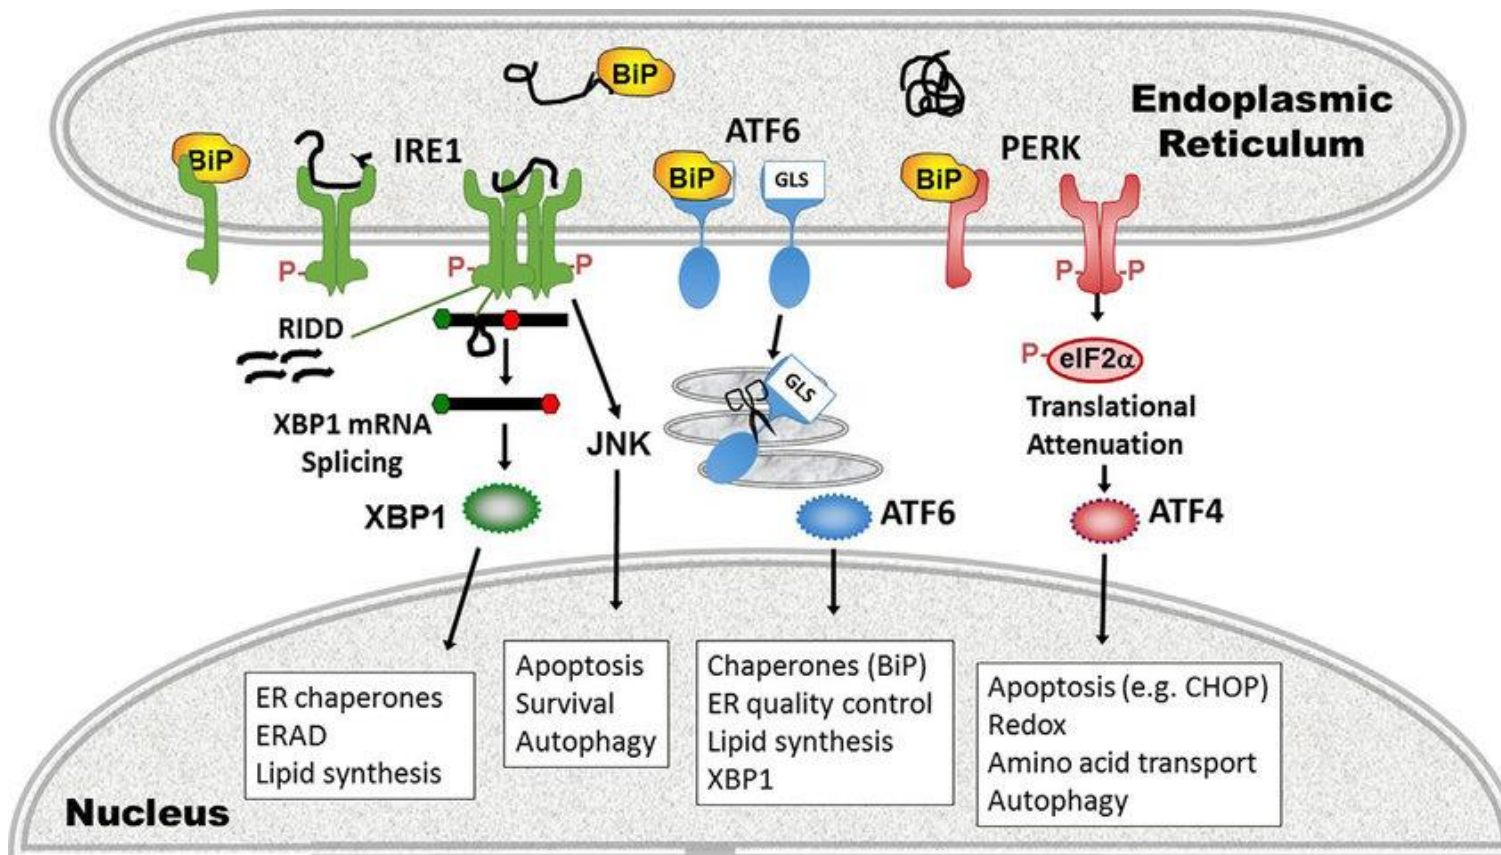 BiP
Endoplasmic
Reticulum
BiP
IRE1
ATF6
BiP
GLS
BiP
PERK
P-
P-
-P
P-
-P
RIDD
P-
eIF2α
GLS
XBP1 mRNA
Splicing
JNK
Translational
Attenuation
XBP1
ATF6
ATF4
ER chaperones
ERAD
Lipid synthesis
Apoptosis
Survival
Autophagy
Chaperones (BiP)
ER quality control
Lipid synthesis
XBP1
Apoptosis (e.g. CHOP)
Redox
Amino acid transport
Autophagy
Nucleus